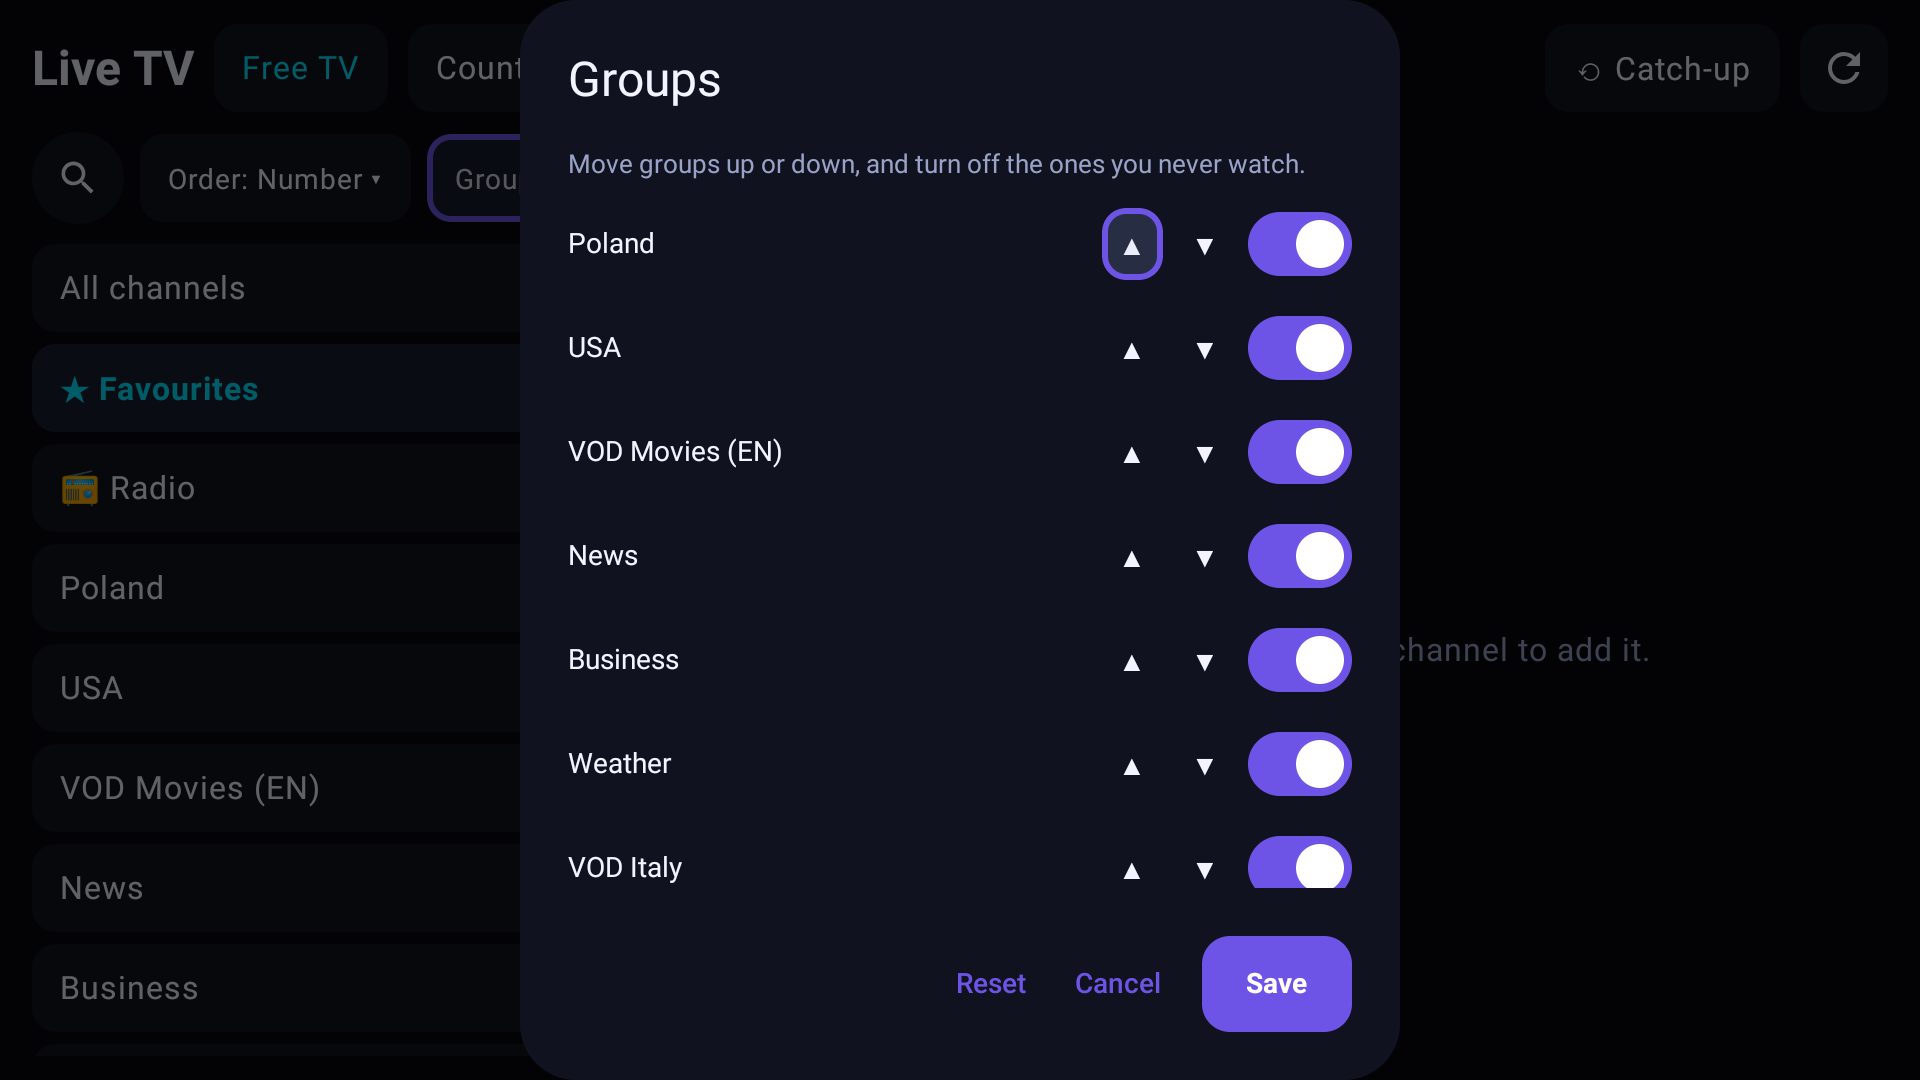 Live TV
Free TV
Count
Catch-up
Order: Number ▾
Grou
All channels
★ Favourites
📻 Radio
Poland
USA
VOD Movies (EN)
News
Business
Groups
Move groups up or down, and turn off the ones you never watch.
Poland ▲ ▼
USA ▲ ▼
VOD Movies (EN) ▲ ▼
News ▲ ▼
Business ▲ ▼
Weather ▲ ▼
VOD Italy ▲ ▼
Reset
Cancel
Save
channel to add it.